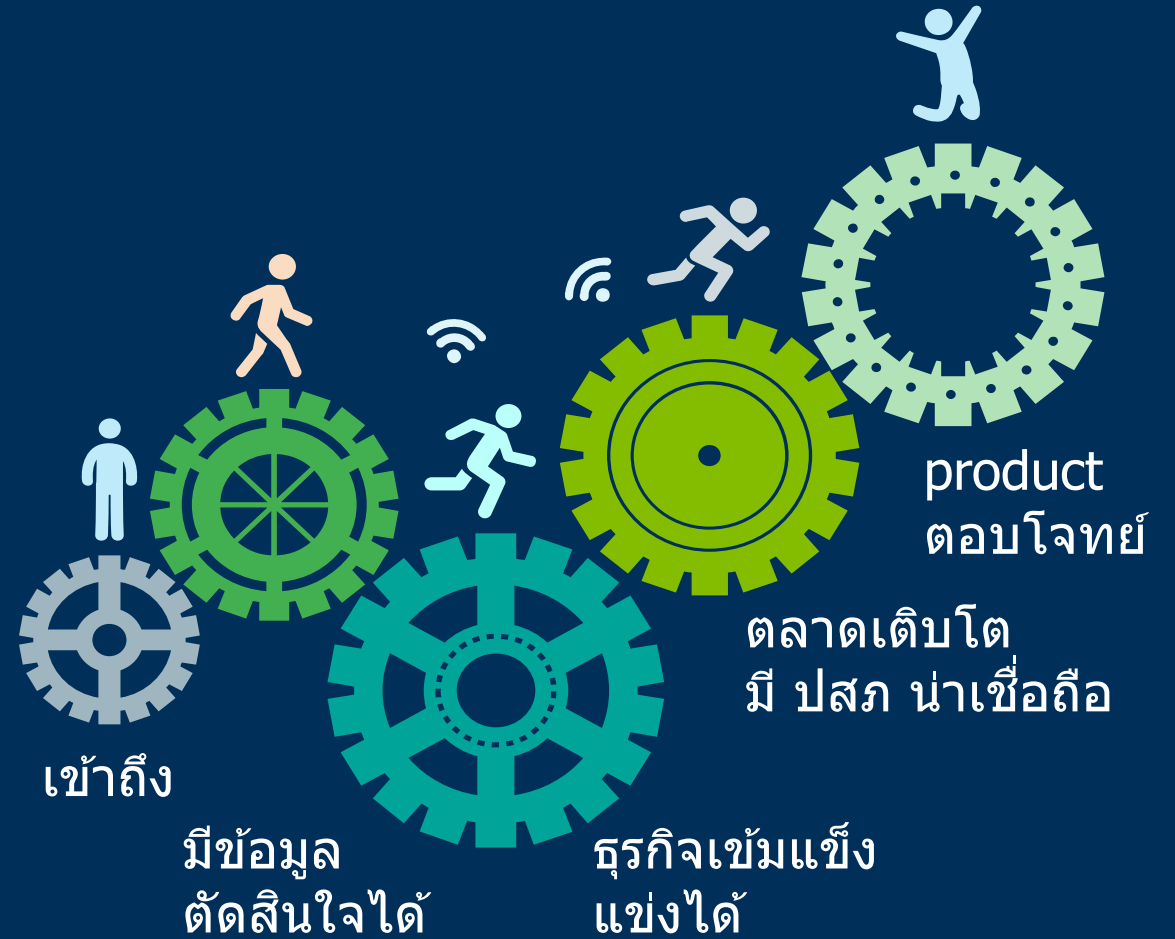 เข้าถึง
มีข้อมูล
ตัดสินใจได้
ธุรกิจเข้มแข็ง
แข่งได้
ตลาดเติบโต
มี ปสภ น่าเชื่อถือ
product
ตอบโจทย์